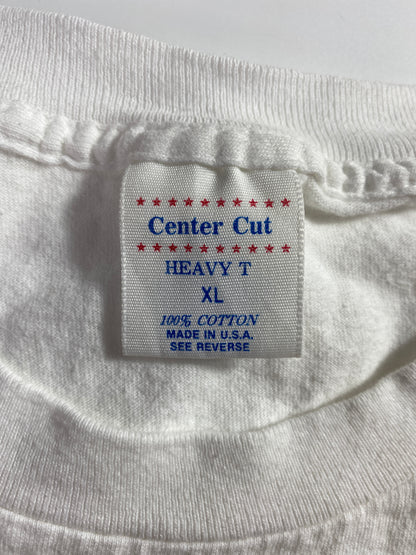 Center Cut
HEAVY T
XL
100% COTTON
MADE IN U.S.A.
SEE REVERSE